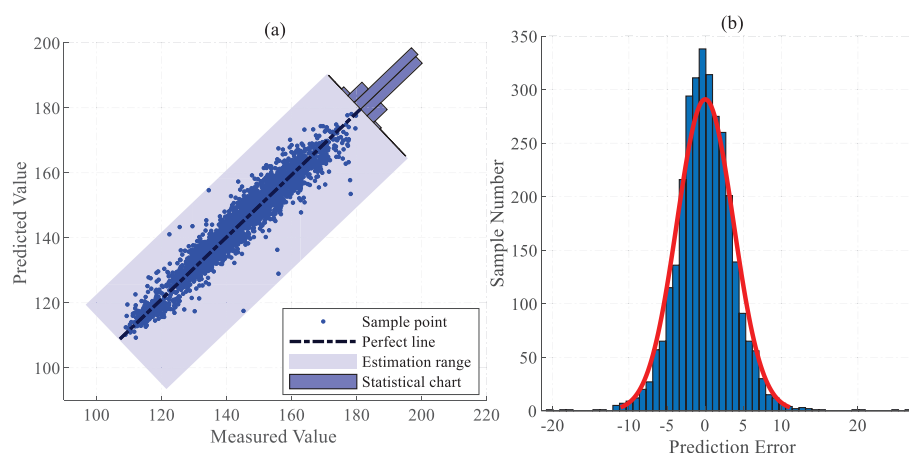 (a)
200
180
160
140
120
100
100
120
140
160
180
200
220
Predicted Value
Measured Value
Sample point
Perfect line
Estimation range
Statistical chart
(b)
350
300
250
200
150
100
50
0
-20
-10
-5
0
5
10
20
Sample Number
Prediction Error